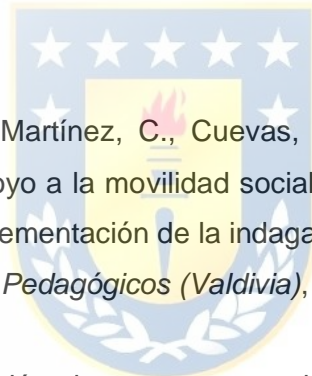 Martínez, C., Cuevas,
oyo a la movilidad social
ementación de la indaga
Pedagógicos (Valdivia),